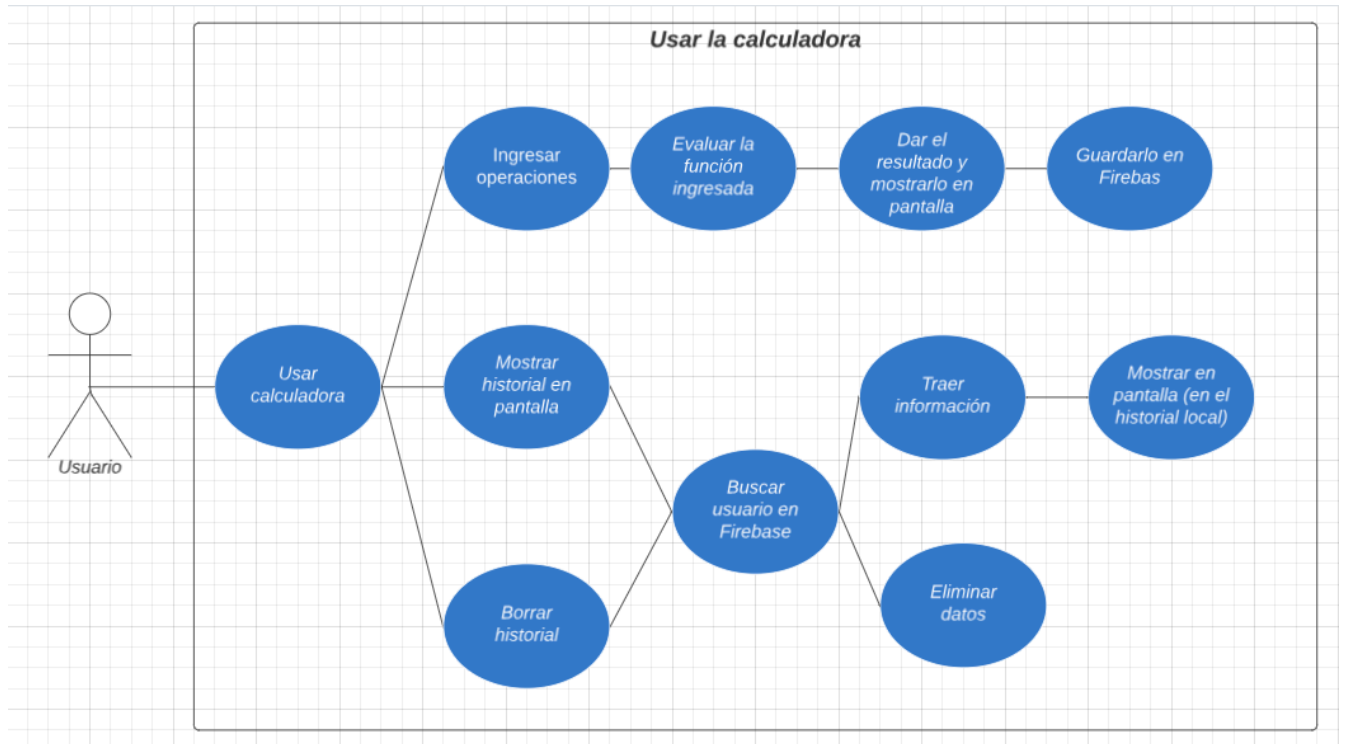 Usar la calculadora
Ingresar
operaciones
Evaluar la
función
ingresada
Dar el
resultado y
mostrarlo en
pantalla
Guardarlo en
Firebas
Usuario
Usar
calculadora
Mostrar
historial en
pantalla
Traer
información
Mostrar en
pantalla (en el
historial local)
Buscar
usuario en
Firebase
Borrar
historial
Eliminar
datos